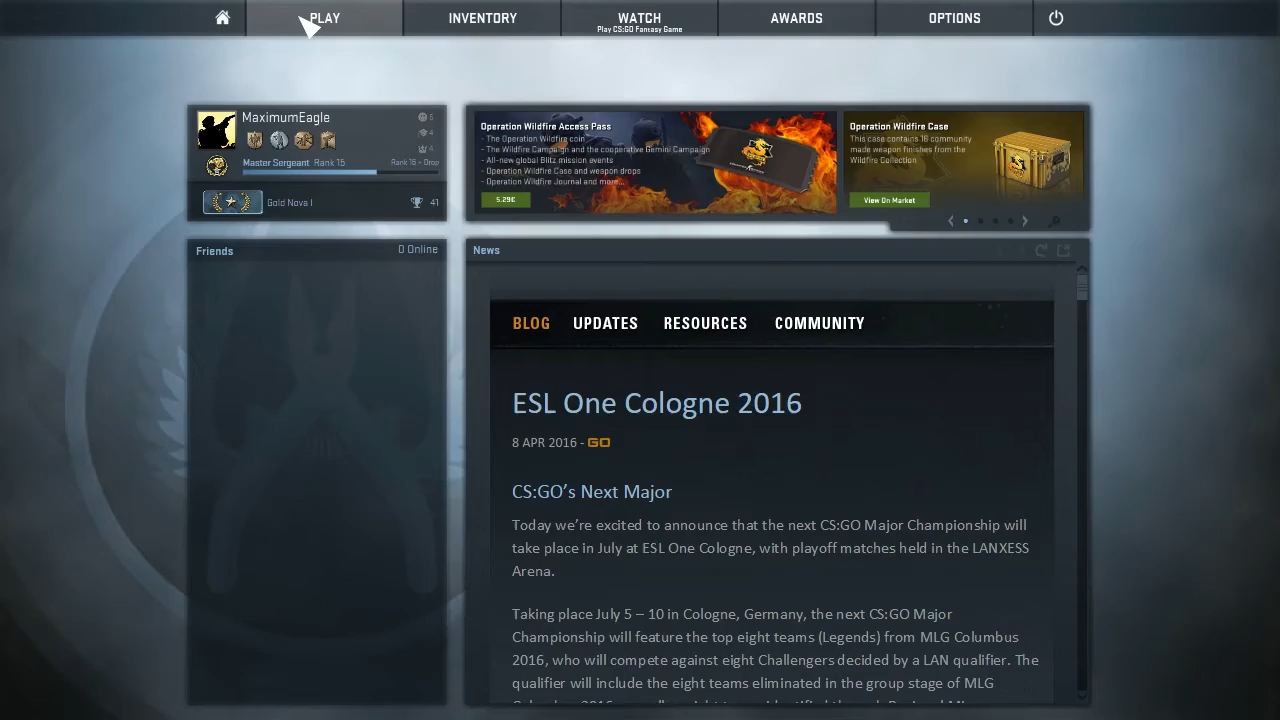 PLAY
INVENTORY
WATCH
Play CS:GO Fantasy Game
AWARDS
OPTIONS
MaximumEagle
5
4
4
Master Sergeant Rank 15
Rank 16 - Drop
Gold Nova I
41
Operation Wildfire Access Pass
- The Operation Wildfire coin
- The Wildfire Campaign and the cooperative Gemini Campaign
- All-new global Blitz mission events
- Operation Wildfire Case and weapon drops
- Operation Wildfire Journal and more...
5.29€
Operation Wildfire Case
This case contains 16 community
made weapon finishes from the
Wildfire Collection
View On Market
Friends
0 Online
News
BLOG
UPDATES
RESOURCES
COMMUNITY
ESL One Cologne 2016
8 APR 2016 - GO
CS:GO’s Next Major
Today we’re excited to announce that the next CS:GO Major Championship will
take place in July at ESL One Cologne, with playoff matches held in the LANXESS
Arena.
Taking place July 5 – 10 in Cologne, Germany, the next CS:GO Major
Championship will feature the top eight teams (Legends) from MLG Columbus
2016, who will compete against eight Challengers decided by a LAN qualifier. The
qualifier will include the eight teams eliminated in the group stage of MLG